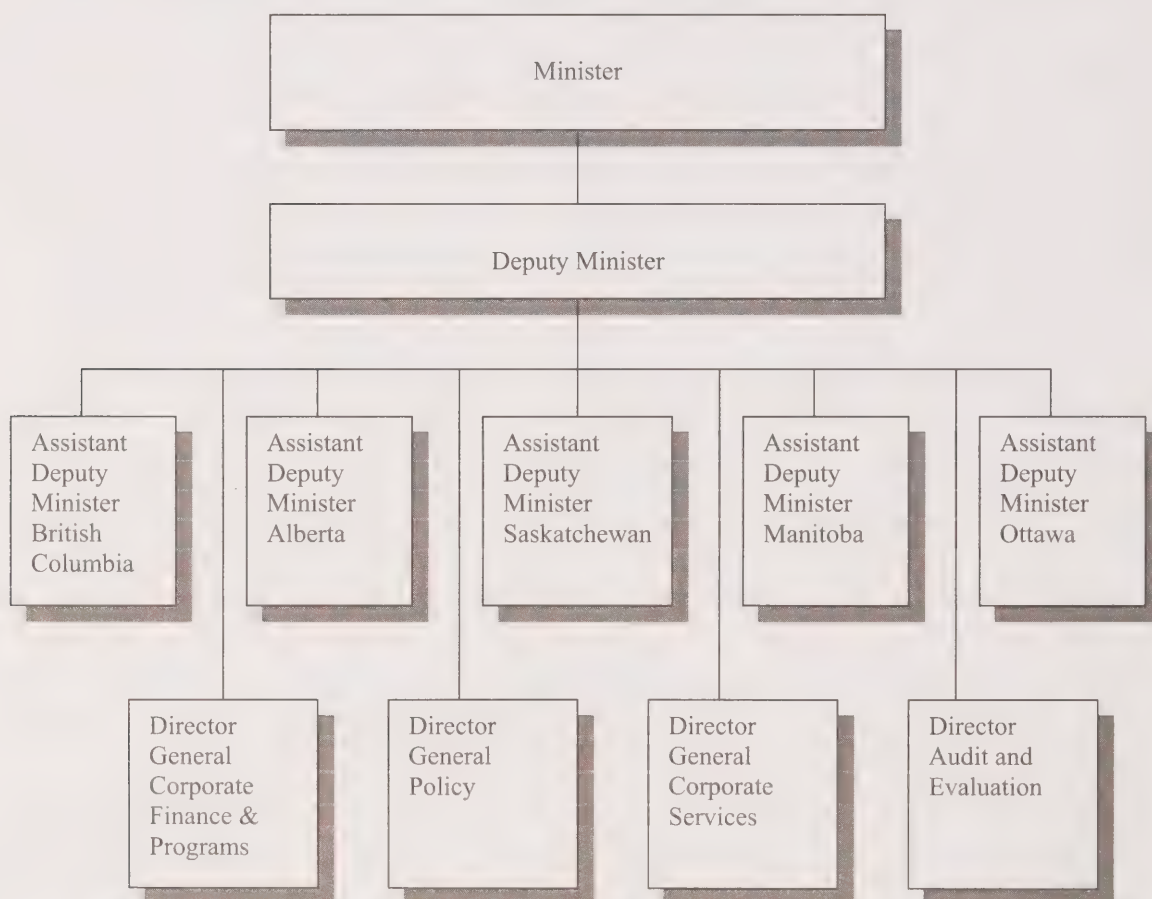 Minister
Deputy Minister
Assistant
Deputy
Minister
British
Columbia
Assistant
Deputy
Minister
Alberta
Assistant
Deputy
Minister
Saskatchewan
Assistant
Deputy
Minister
Manitoba
Assistant
Deputy
Minister
Ottawa
Director
General
Corporate
Finance &
Programs
Director
General
Policy
Director
General
Corporate
Services
Director
Audit and
Evaluation